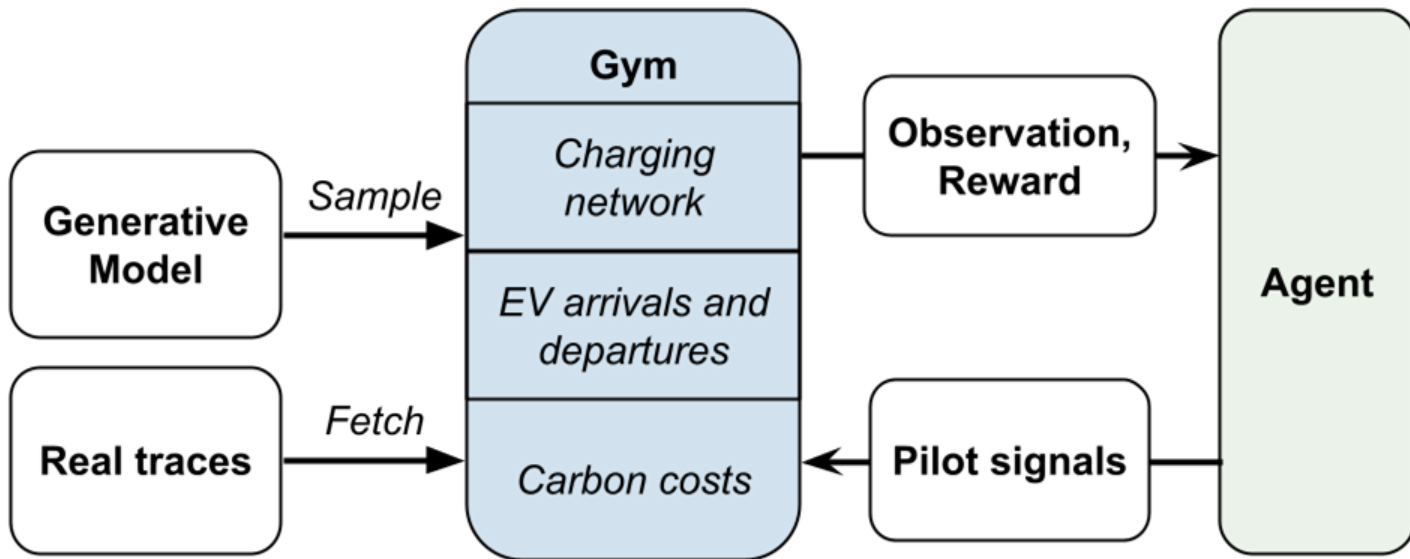 Gym
Charging
network
EV arrivals and
departures
Carbon costs
Generative
Model
Sample
Real traces
Fetch
Observation,
Reward
Pilot signals
Agent